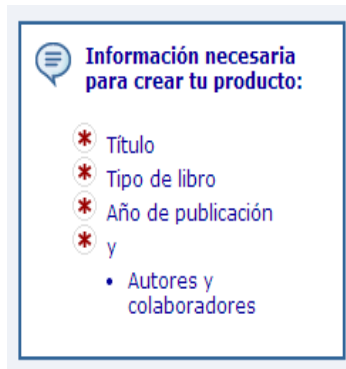 Información necesaria
para crear tu producto:
* Título
* Tipo de libro
* Año de publicación
* y
• Autores y
colaboradores